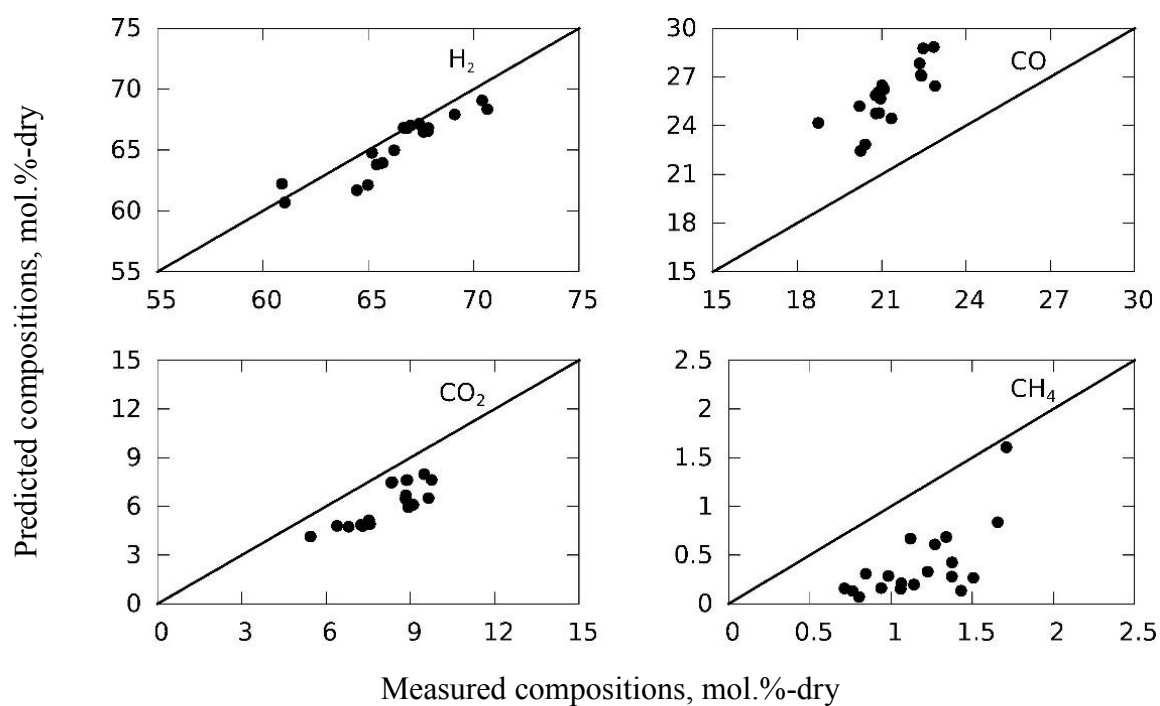 Predicted compositions, mol.%-dry
75
70
65
60
55
55 60 65 70 75
H₂
30
27
24
21
18
15
15 18 21 24 27 30
CO
15
12
9
6
3
0
0 3 6 9 12 15
CO₂
2.5
2
1.5
1
0.5
0
0 0.5 1 1.5 2 2.5
CH₄
Measured compositions, mol.%-dry